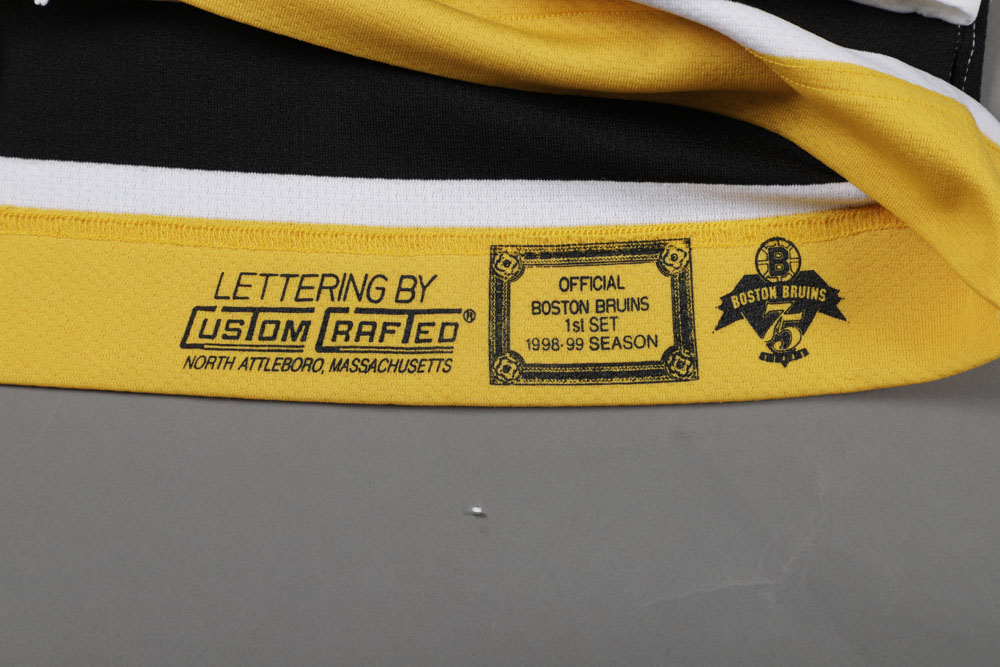 LETTERING BY
CUSTOM CRAFTED®
NORTH ATTLEBORO, MASSACHUSETTS
OFFICIAL
BOSTON BRUINS
1st SET
1998-99 SEASON
B
BOSTON BRUINS
75